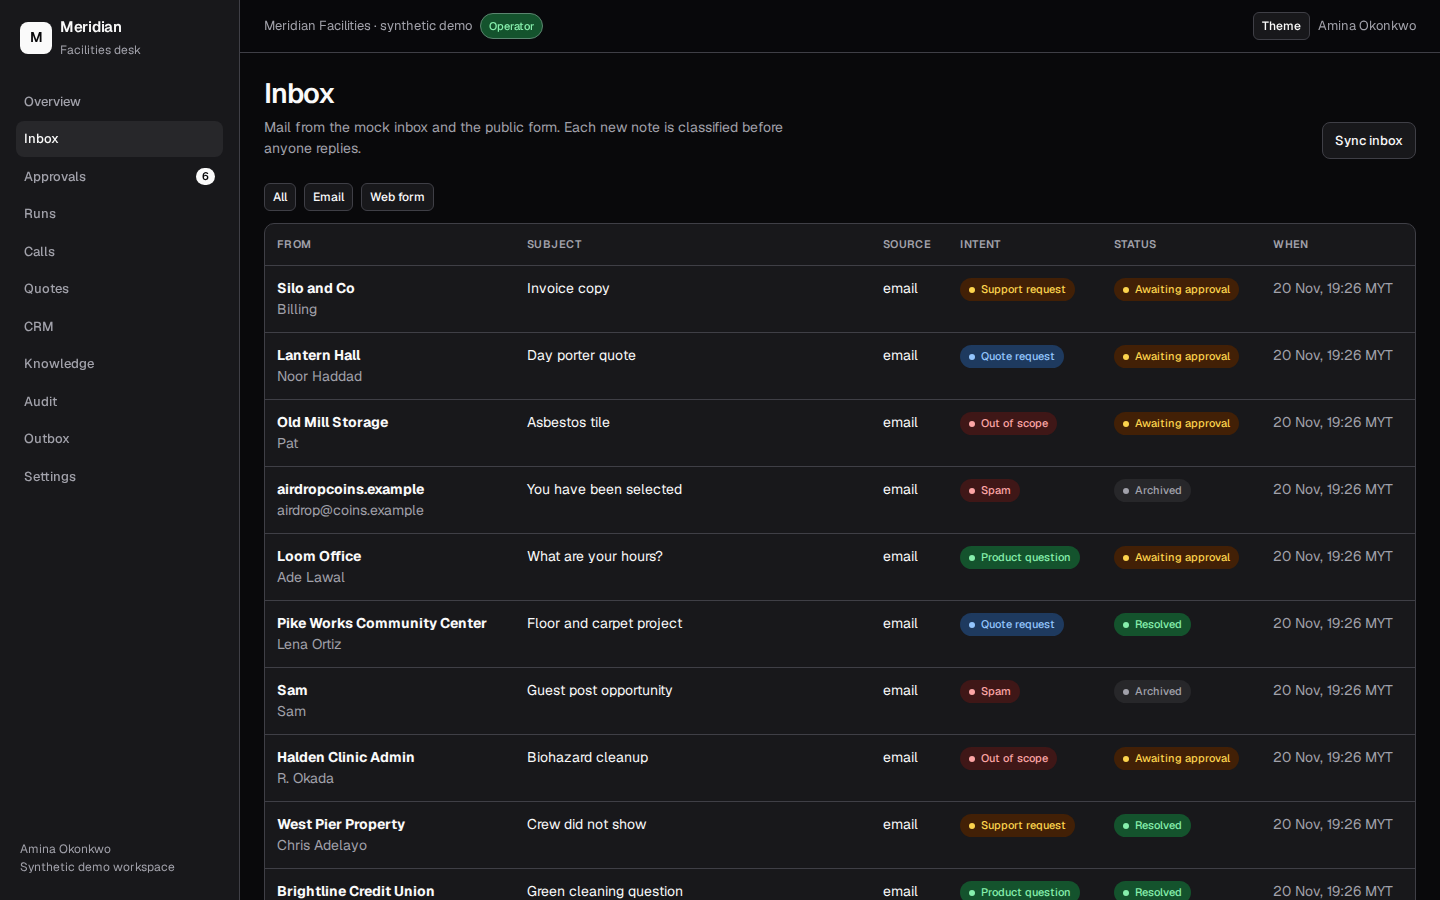 M
Meridian
Facilities desk
Overview
Inbox
Approvals 6
Runs
Calls
Quotes
CRM
Knowledge
Audit
Outbox
Settings
Amina Okonkwo
Synthetic demo workspace
Meridian Facilities · synthetic demo Operator
Theme Amina Okonkwo
Inbox
Mail from the mock inbox and the public form. Each new note is classified before
anyone replies.
Sync inbox
All Email Web form
FROM SUBJECT SOURCE INTENT STATUS WHEN
Silo and Co Invoice copy email Support request Awaiting approval 20 Nov, 19:26 MYT
Billing
Lantern Hall Day porter quote email Quote request Awaiting approval 20 Nov, 19:26 MYT
Noor Haddad
Old Mill Storage Asbestos tile email Out of scope Awaiting approval 20 Nov, 19:26 MYT
Pat
airdropcoins.example You have been selected email Spam Archived 20 Nov, 19:26 MYT
airdrop@coins.example
Loom Office What are your hours? email Product question Awaiting approval 20 Nov, 19:26 MYT
Ade Lawal
Pike Works Community Center Floor and carpet project email Quote request Resolved 20 Nov, 19:26 MYT
Lena Ortiz
Sam Guest post opportunity email Spam Archived 20 Nov, 19:26 MYT
Sam
Halden Clinic Admin Biohazard cleanup email Out of scope Awaiting approval 20 Nov, 19:26 MYT
R. Okada
West Pier Property Crew did not show email Support request Resolved 20 Nov, 19:26 MYT
Chris Adelayo
Brightline Credit Union Green cleaning question email Product question Resolved 20 Nov, 19:26 MYT